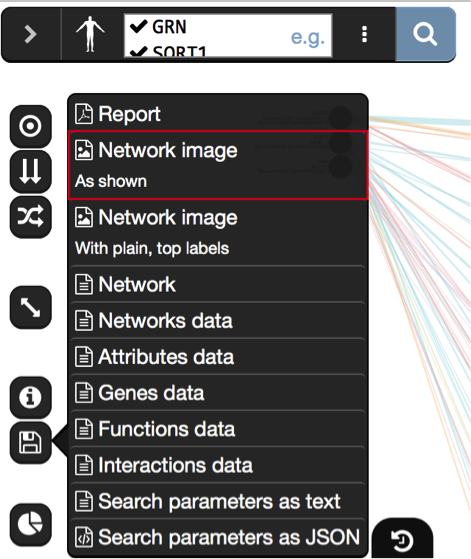 GRN
SORT1
e.g.
Report
Network image
As shown
Network image
With plain, top labels
Network
Networks data
Attributes data
Genes data
Functions data
Interactions data
Search parameters as text
Search parameters as JSON